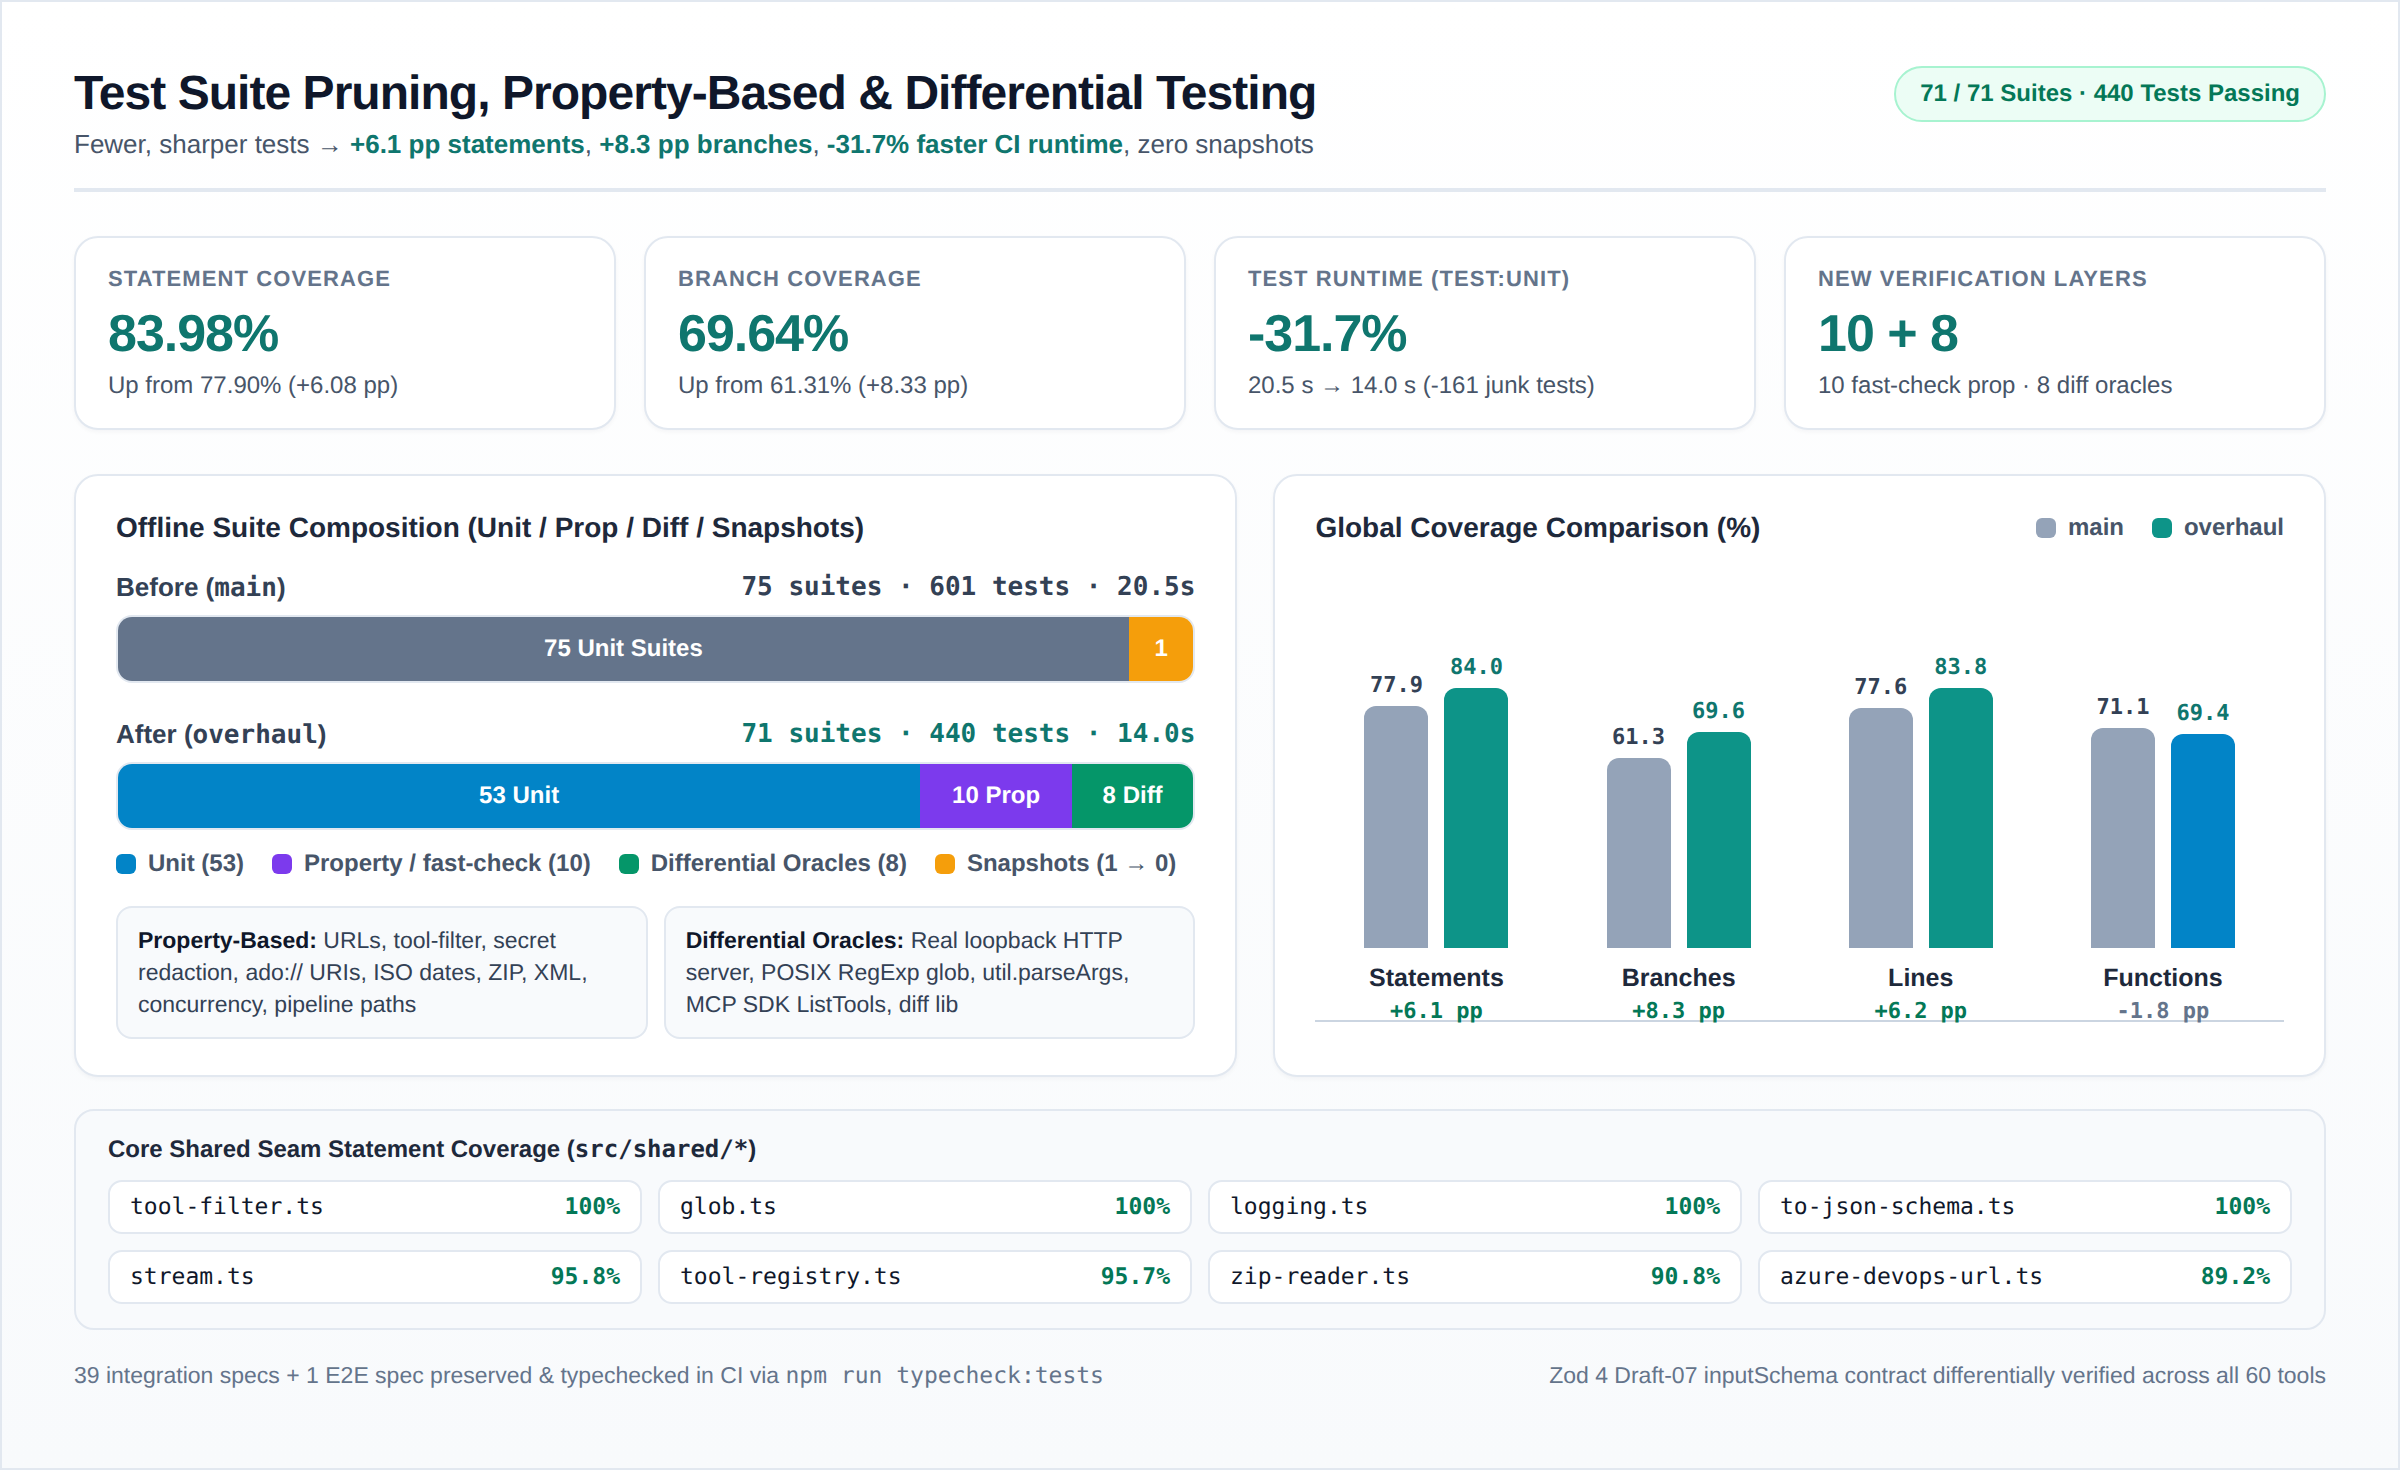 Test Suite Pruning, Property-Based & Differential Testing
71 / 71 Suites · 440 Tests Passing
Fewer, sharper tests → +6.1 pp statements, +8.3 pp branches, -31.7% faster CI runtime, zero snapshots
STATEMENT COVERAGE
83.98%
Up from 77.90% (+6.08 pp)
BRANCH COVERAGE
69.64%
Up from 61.31% (+8.33 pp)
TEST RUNTIME (TEST:UNIT)
-31.7%
20.5 s → 14.0 s (-161 junk tests)
NEW VERIFICATION LAYERS
10 + 8
10 fast-check prop · 8 diff oracles
Offline Suite Composition (Unit / Prop / Diff / Snapshots)
Before (main)
75 suites · 601 tests · 20.5s
75 Unit Suites
1
After (overhaul)
71 suites · 440 tests · 14.0s
53 Unit
10 Prop
8 Diff
Unit (53)
Property / fast-check (10)
Differential Oracles (8)
Snapshots (1 → 0)
Property-Based: URLs, tool-filter, secret
redaction, ado:// URIs, ISO dates, ZIP, XML,
concurrency, pipeline paths
Differential Oracles: Real loopback HTTP
server, POSIX RegExp glob, util.parseArgs,
MCP SDK ListTools, diff lib
Global Coverage Comparison (%)
main
overhaul
77.9
84.0
Statements
+6.1 pp
61.3
69.6
Branches
+8.3 pp
77.6
83.8
Lines
+6.2 pp
71.1
69.4
Functions
-1.8 pp
Core Shared Seam Statement Coverage (src/shared/*)
tool-filter.ts 100%
glob.ts 100%
logging.ts 100%
to-json-schema.ts 100%
stream.ts 95.8%
tool-registry.ts 95.7%
zip-reader.ts 90.8%
azure-devops-url.ts 89.2%
39 integration specs + 1 E2E spec preserved & typechecked in CI via npm run typecheck:tests
Zod 4 Draft-07 inputSchema contract differentially verified across all 60 tools